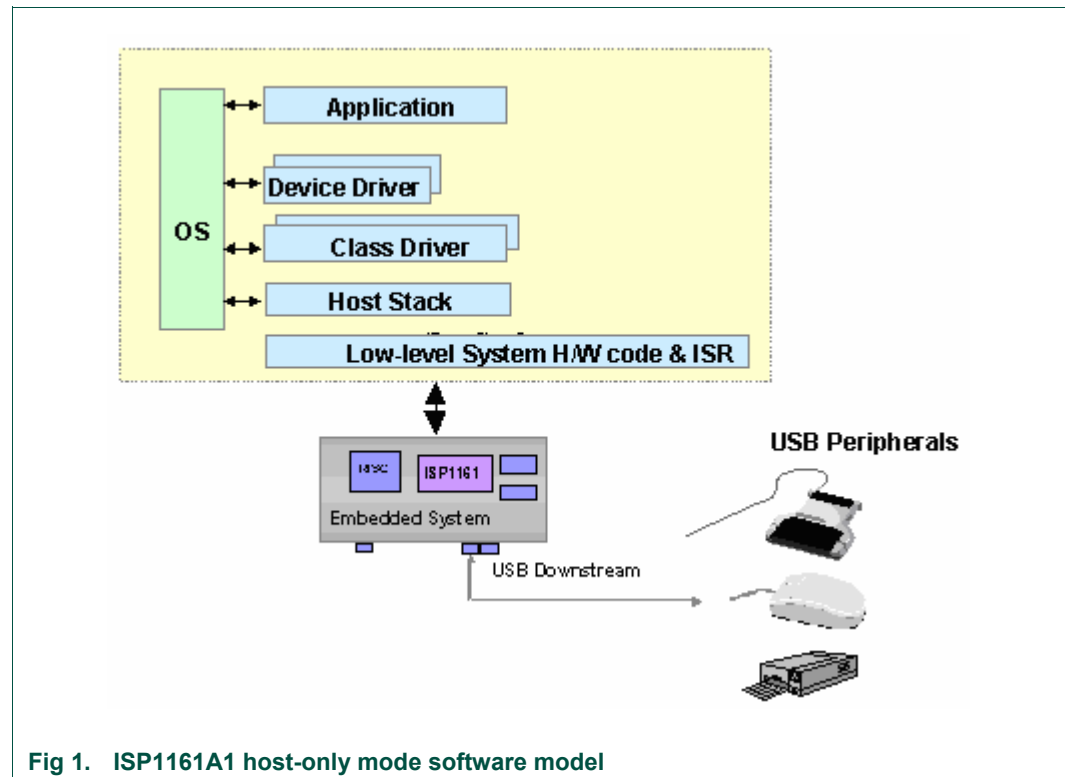 Application
Device Driver
OS
Class Driver
Host Stack
Low-level System H/W code & ISR
USB Peripherals
RISC
ISP1161
Embedded System
USB Downstream
Fig 1. ISP1161A1 host-only mode software model